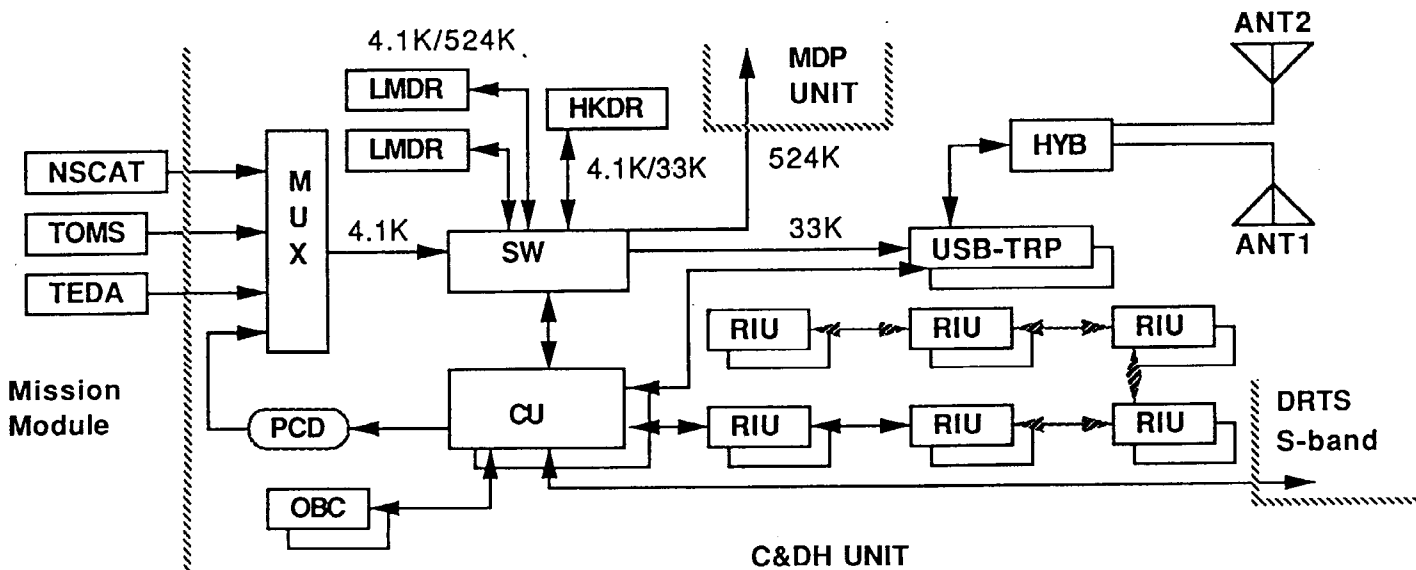 ANT2
4.1K/524K
MDP
UNIT
LMDR
HKDR
LMDR
HYB
4.1K/33K
524K
NSCAT
MUX
TOMS
4.1K
SW
33K
USB-TRP
ANT1
TEDA
RIU
RIU
RIU
Mission
Module
PCD
CU
RIU
RIU
RIU
DRTS
S-band
OBC
C&DH UNIT